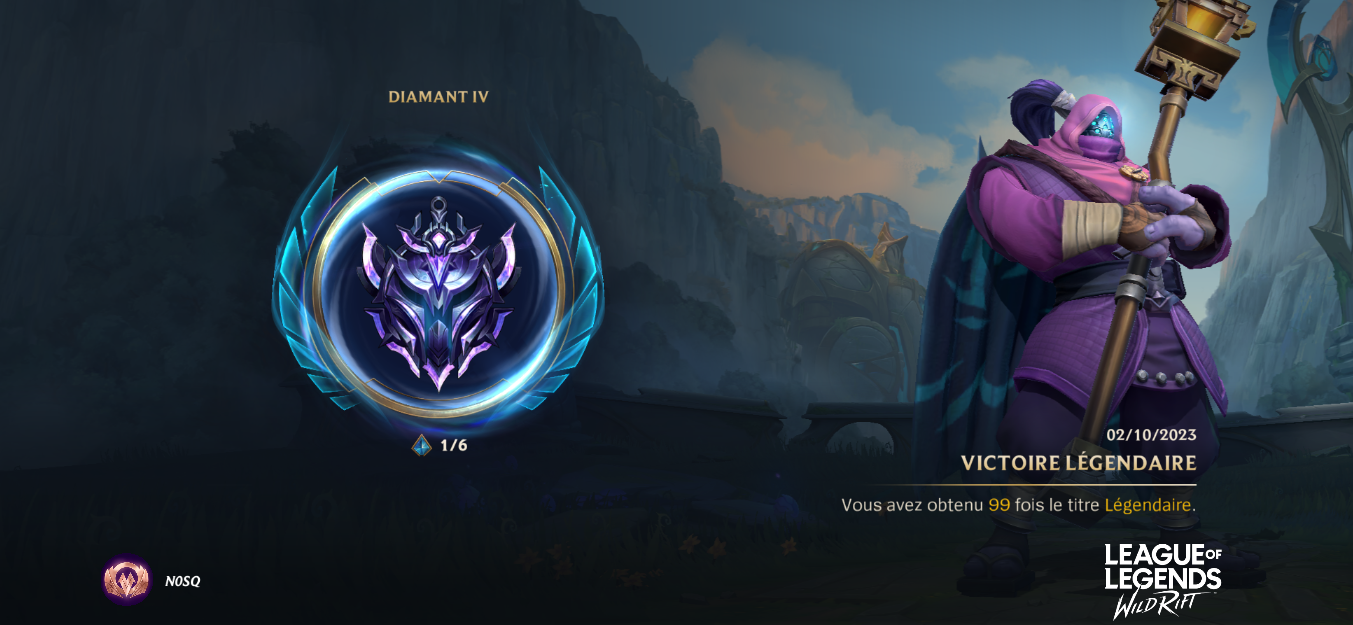 DIAMANT IV
1/6
02/10/2023
VICTOIRE LÉGENDAIRE
Vous avez obtenu 99 fois le titre Légendaire.
N0SQ
LEAGUE OF
LEGENDS
WILD RIFT